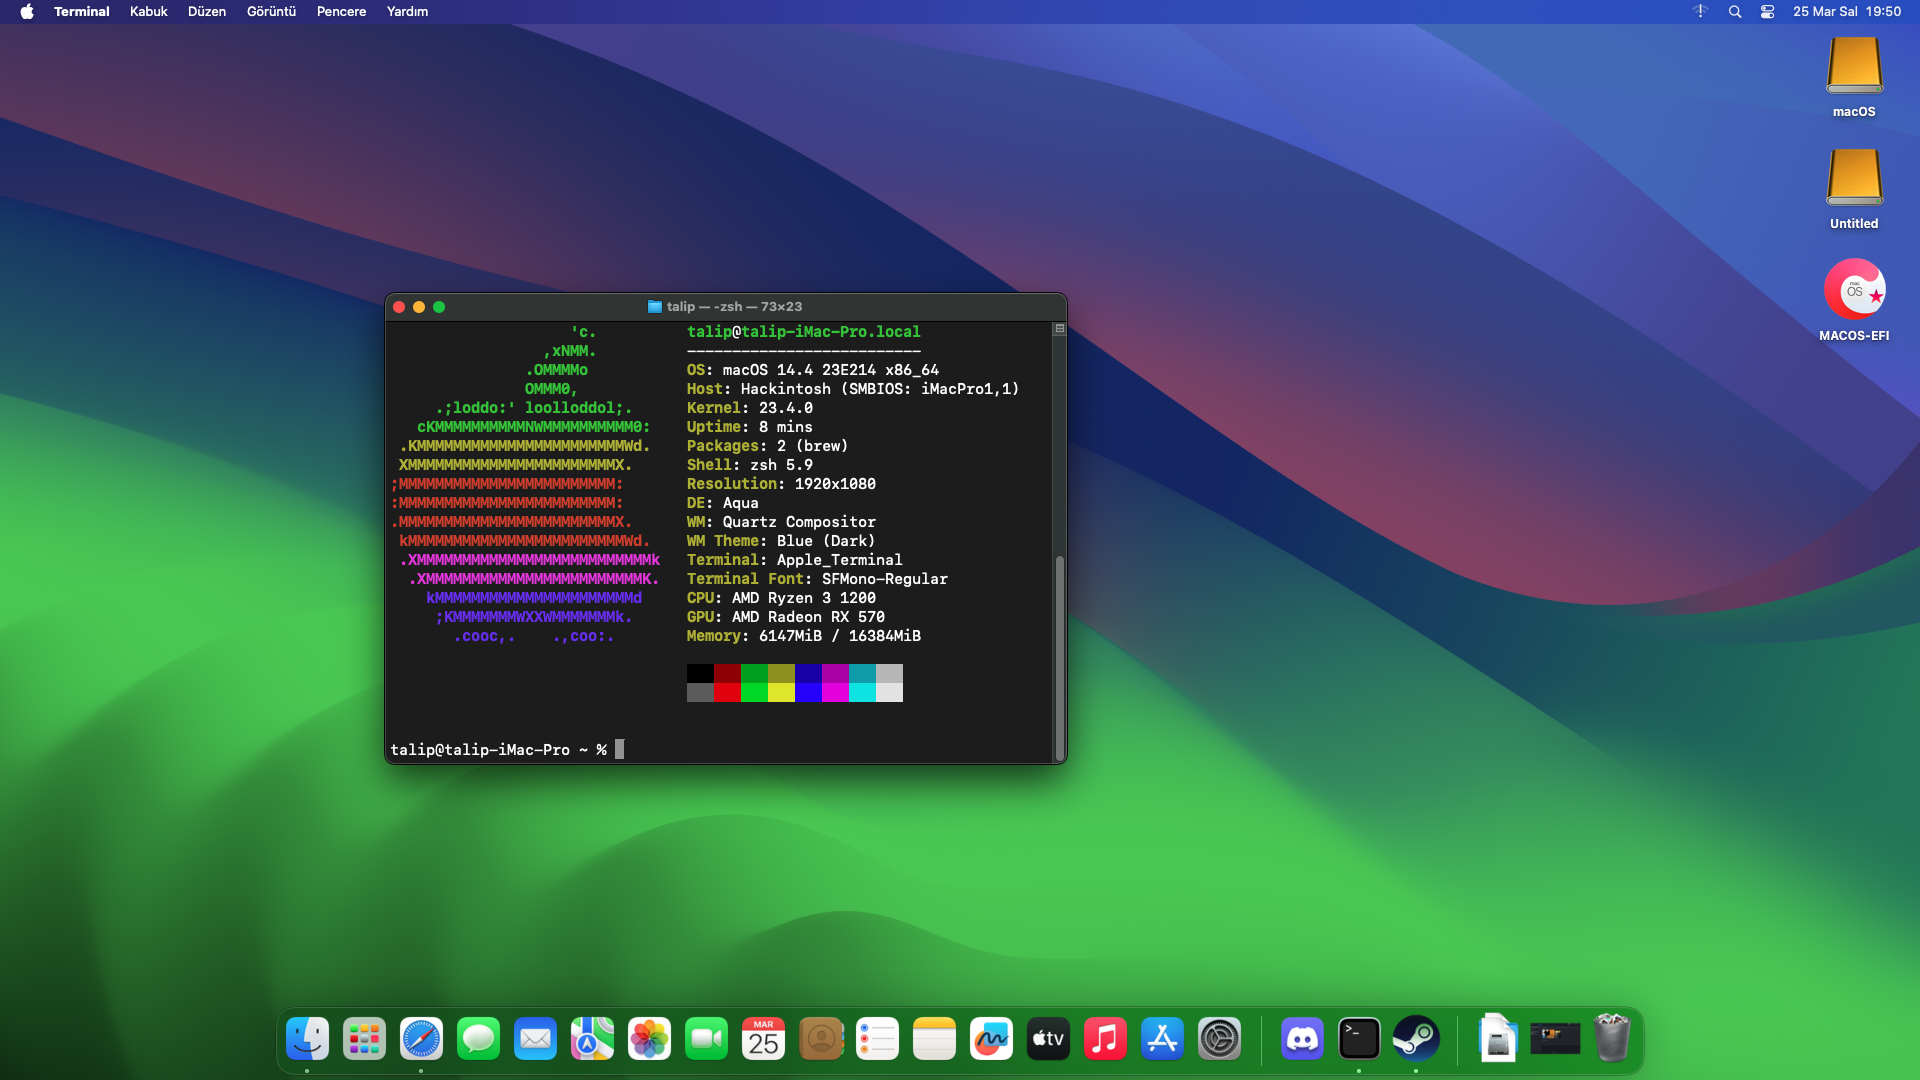 Terminal Kabuk Düzen Görüntü Pencere Yardım 25 Mar Sal 19:50
macOS
Untitled
mac
OS
MACOS-EFI
talip — -zsh — 73×23
'c. talip@talip-iMac-Pro.local
,xNMM. --------------------------
.OMMMMo OS: macOS 14.4 23E214 x86_64
OMMM0, Host: Hackintosh (SMBIOS: iMacPro1,1)
.;loddo:' loolloddol;. Kernel: 23.4.0
cKMMMMMMMMMMNWMMMMMMMMMM0: Uptime: 8 mins
.KMMMMMMMMMMMMMMMMMMMMMMMWd. Packages: 2 (brew)
XMMMMMMMMMMMMMMMMMMMMMMMX. Shell: zsh 5.9
;MMMMMMMMMMMMMMMMMMMMMMMM: Resolution: 1920x1080
:MMMMMMMMMMMMMMMMMMMMMMMM: DE: Aqua
.MMMMMMMMMMMMMMMMMMMMMMMMX. WM: Quartz Compositor
kMMMMMMMMMMMMMMMMMMMMMMMMWd. WM Theme: Blue (Dark)
.XMMMMMMMMMMMMMMMMMMMMMMMMMMk Terminal: Apple_Terminal
.XMMMMMMMMMMMMMMMMMMMMMMMMK. Terminal Font: SFMono-Regular
kMMMMMMMMMMMMMMMMMMMMMMd CPU: AMD Ryzen 3 1200
;KMMMMMMMWXXWMMMMMMMk. GPU: AMD Radeon RX 570
.cooc,. .,coo:. Memory: 6147MiB / 16384MiB
talip@talip-iMac-Pro ~ %
MAR
25
tv
>_